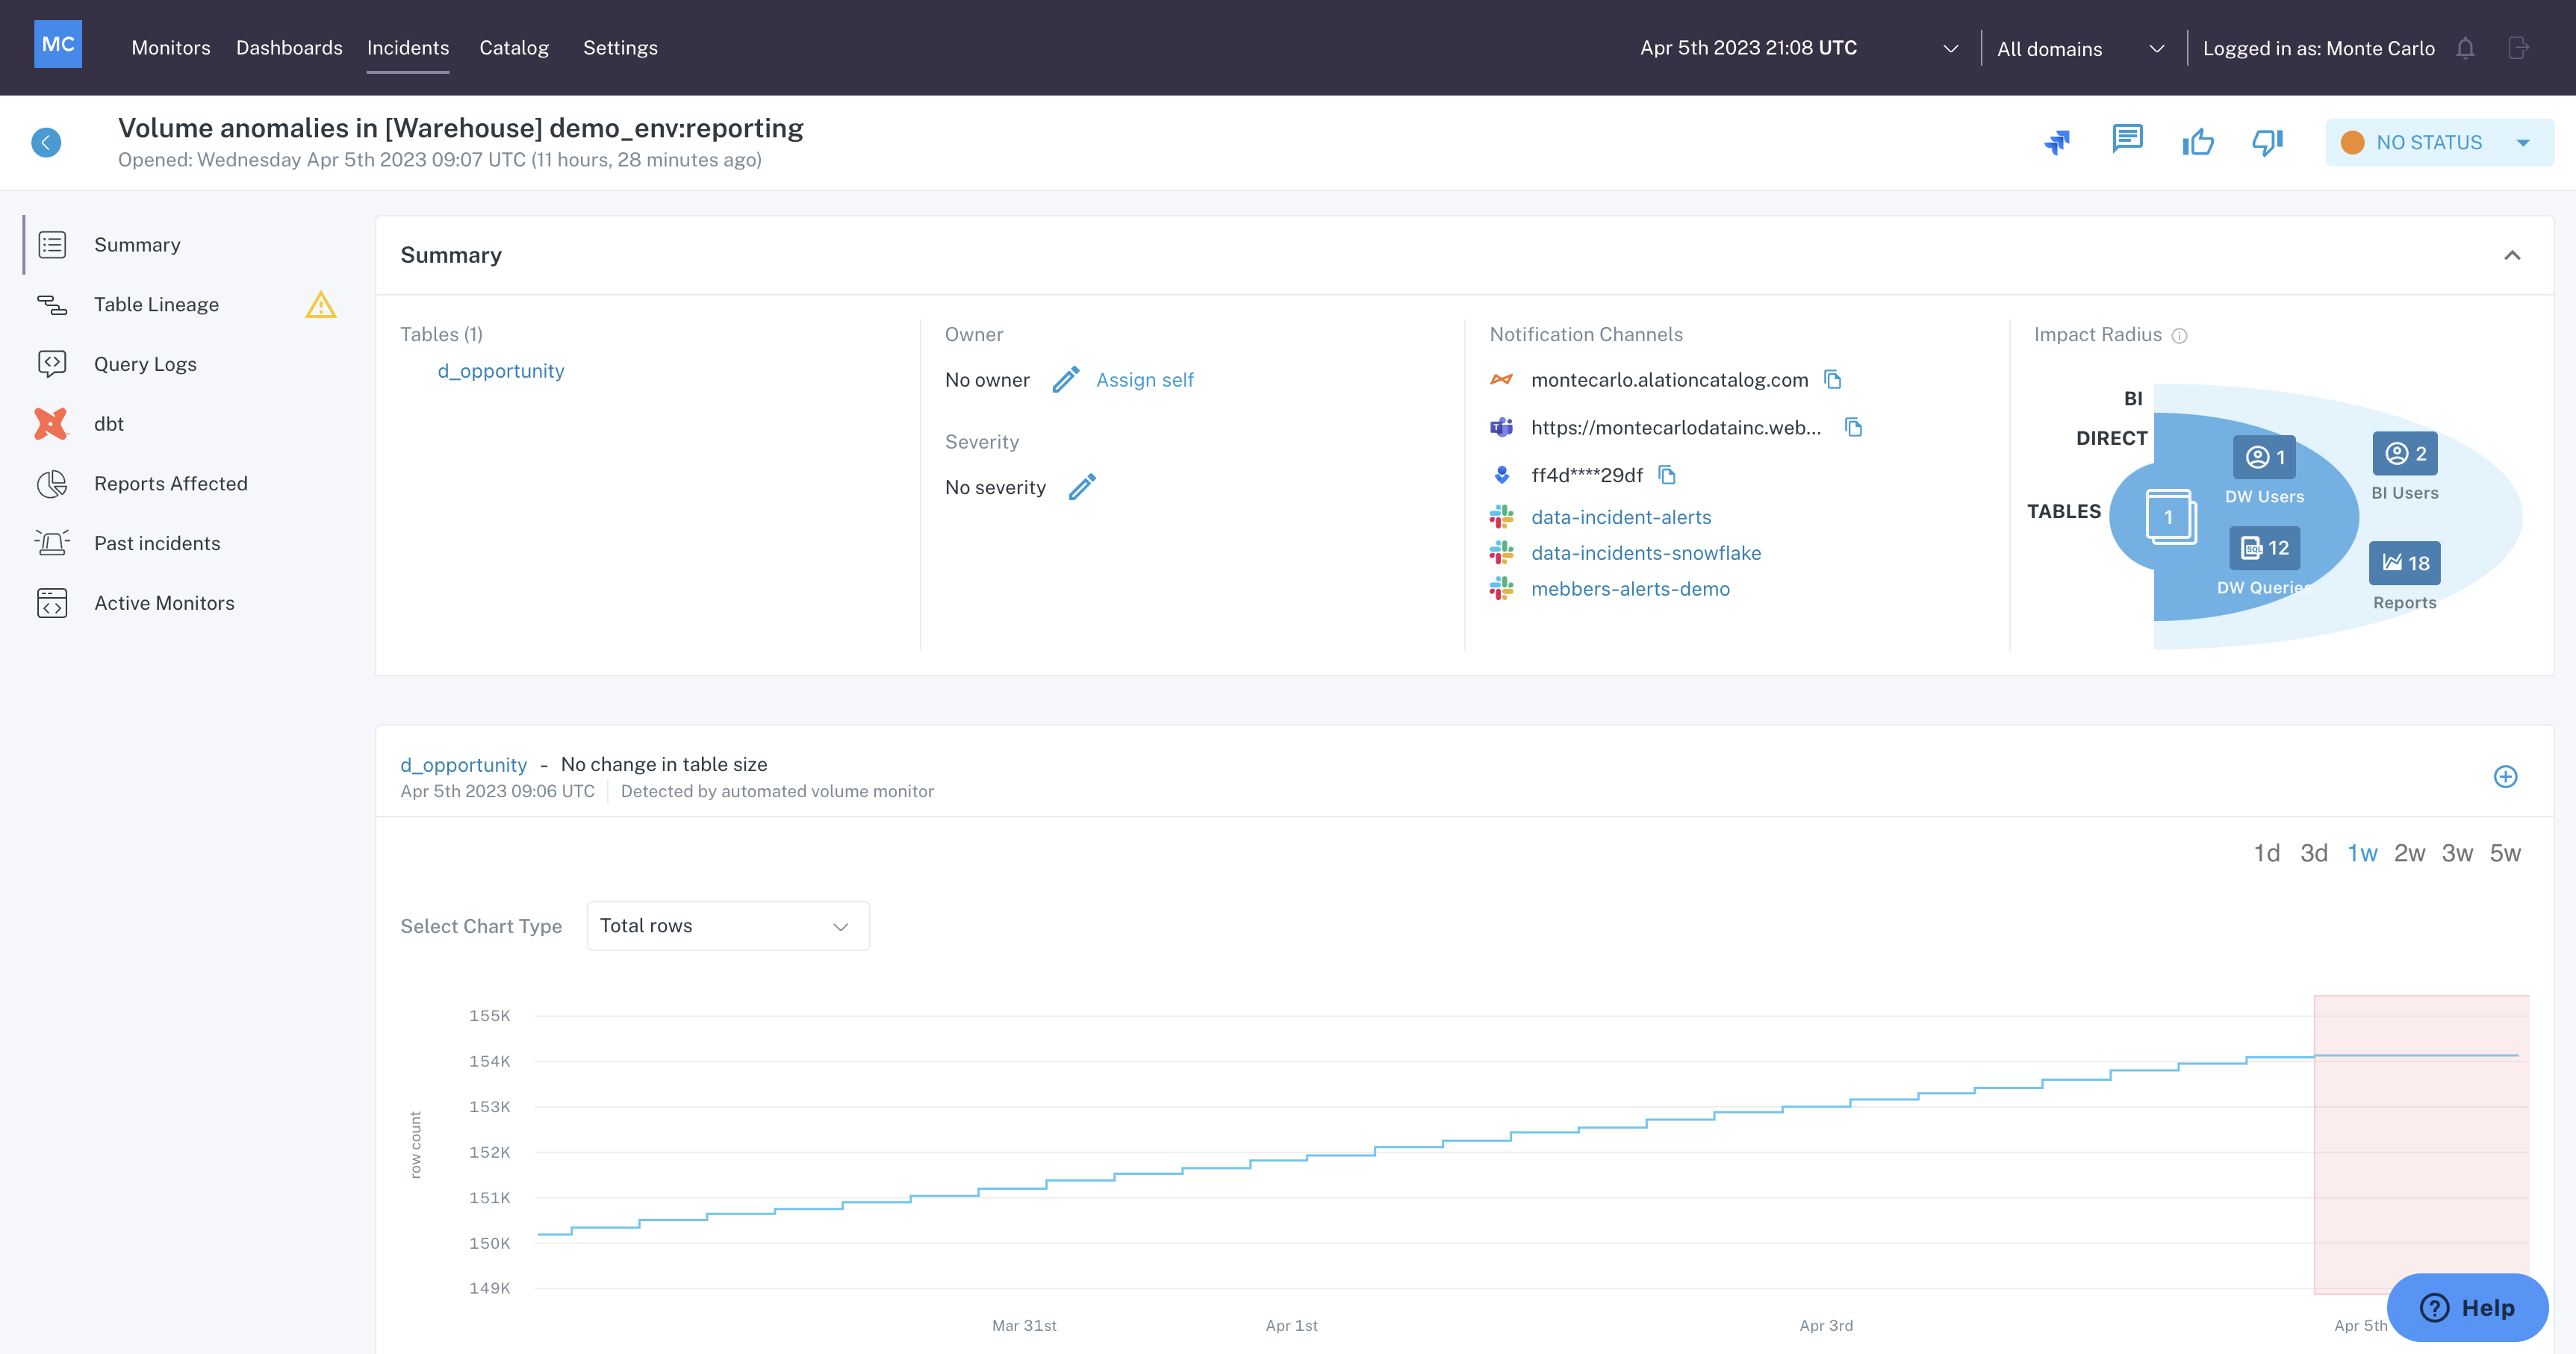 MC
Monitors Dashboards Incidents Catalog Settings
Apr 5th 2023 21:08 UTC
All domains
Logged in as: Monte Carlo
Volume anomalies in [Warehouse] demo_env:reporting
Opened: Wednesday Apr 5th 2023 09:07 UTC (11 hours, 28 minutes ago)
NO STATUS
Summary
Table Lineage
Query Logs
dbt
Reports Affected
Past incidents
Active Monitors
Summary
Tables (1)
d_opportunity
Owner
No owner
Assign self
Severity
No severity
Notification Channels
montecarlo.alationcatalog.com
https://montecarlodatainc.web...
ff4d****29df
data-incident-alerts
data-incidents-snowflake
mebbers-alerts-demo
Impact Radius
BI
DIRECT
TABLES
1
1
DW Users
SQL 12
DW Queries
2
BI Users
18
Reports
d_opportunity - No change in table size
Apr 5th 2023 09:06 UTC
Detected by automated volume monitor
1d 3d 1w 2w 3w 5w
Select Chart Type
Total rows
155K
154K
153K
152K
151K
150K
149K
row count
Mar 31st
Apr 1st
Apr 3rd
Apr 5th
Help